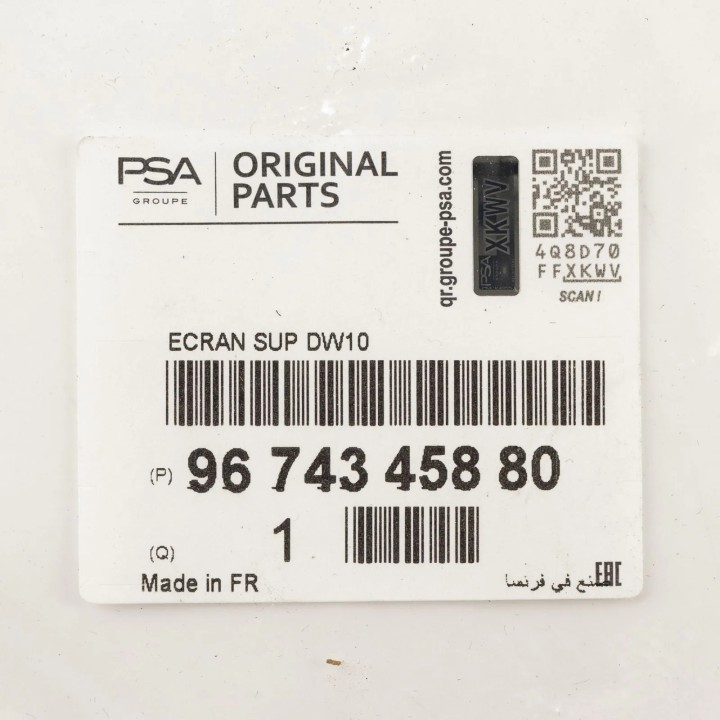 PSA
GROUPE
ORIGINAL
PARTS
qr.groupe-psa.com
PSA XKWV
4Q8D70
FFXKWV
SCAN!
ECRAN SUP DW10
(P) 96 743 458 80
(Q) 1
Made in FR
صنع في فرنسا
EAC